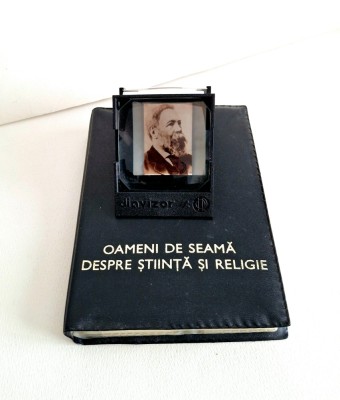 diavizor
OAMENI DE SEAMĂ
DESPRE ȘTIINȚĂ ȘI RELIGIE